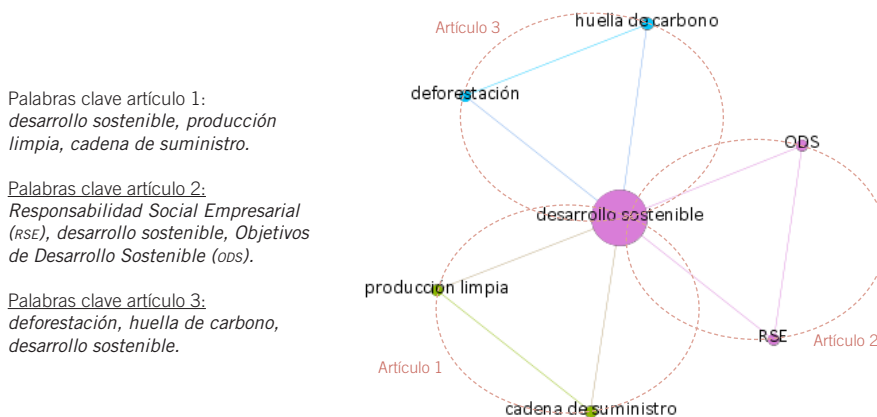 Palabras clave artículo 1:
desarrollo sostenible, producción
limpia, cadena de suministro.
Palabras clave artículo 2:
Responsabilidad Social Empresarial
(RSE), desarrollo sostenible, Objetivos
de Desarrollo Sostenible (ODS).
Palabras clave artículo 3:
deforestación, huella de carbono,
desarrollo sostenible.
Artículo 3
huella de carbono
deforestación
ODS
desarrollo sostenible
producción limpia
RSE
Artículo 2
Artículo 1
cadena de suministro